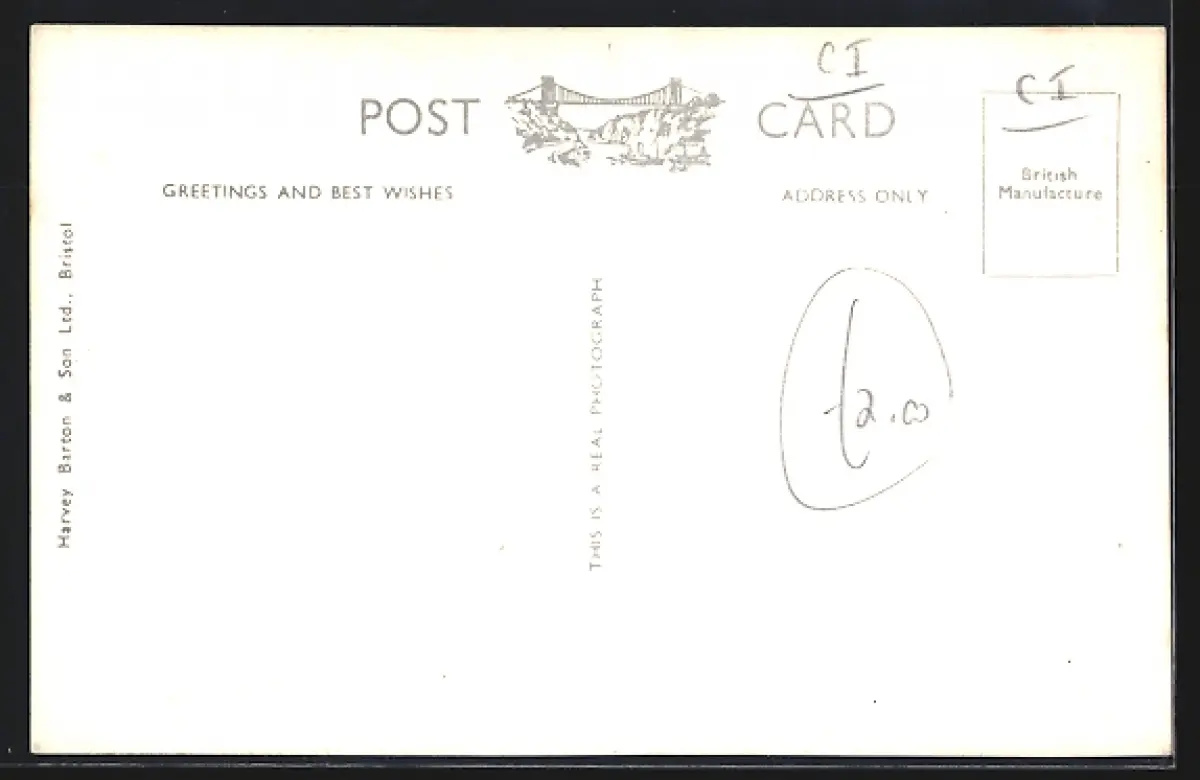 CI
CI
POST CARD
British
Manufacture
GREETINGS AND BEST WISHES
ADDRESS ONLY
Harvey Barton & Son Ltd., Bristol
THIS IS A REAL PHOTOGRAPH
£2.00